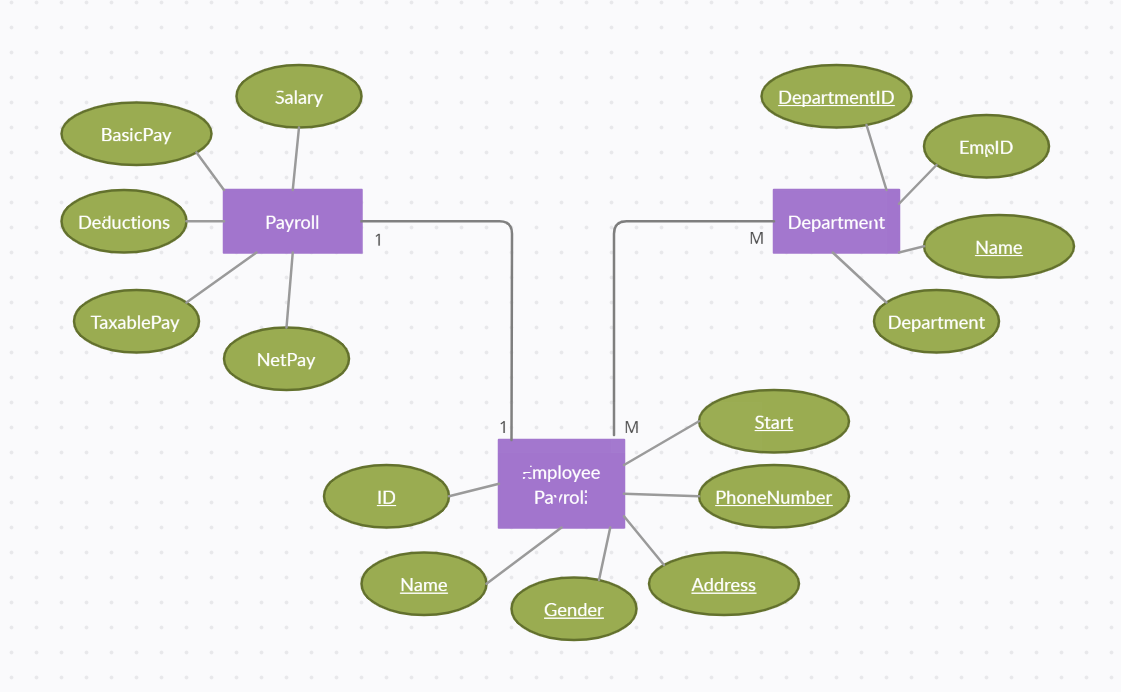 Salary
BasicPay
Deductions
Payroll
TaxablePay
NetPay
1
DepartmentID
EmpID
Department
Name
Department
M
1
M
Employee
Payroll
Start
PhoneNumber
ID
Name
Gender
Address